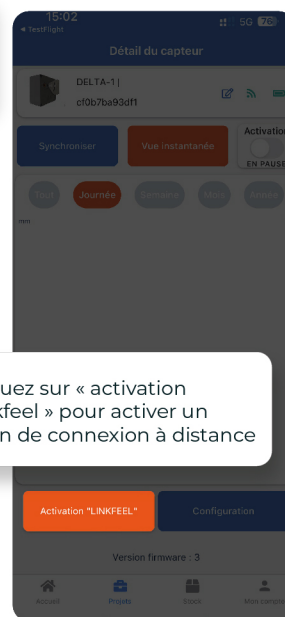 15:02
5G 70
◀ TestFlight
Détail du capteur
DELTA-1 |
cf0b7ba93df1
Synchroniser
Vue instantanée
Activation
EN PAUSE
Tout
Journée
Semaine
Mois
Année
mm
uez sur « activation
kfeel » pour activer un
n de connexion à distance
Activation "LINKFEEL"
Configuration
Version firmware : 3
Accueil
Projets
Stock
Mon compte